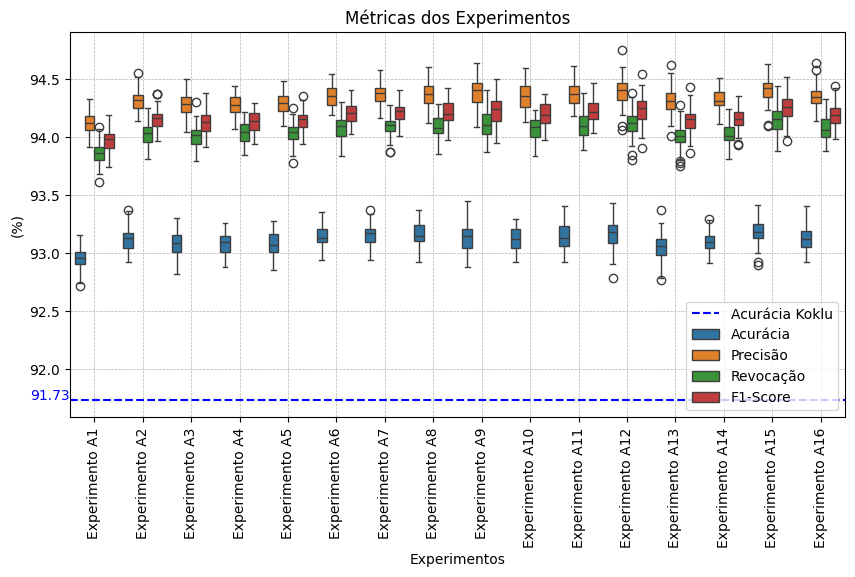 Métricas dos Experimentos
(%)
94.5
94.0
93.5
93.0
92.5
92.0
91.73
Acurácia Koklu
Acurácia
Precisão
Revocação
F1-Score
Experimento A1
Experimento A2
Experimento A3
Experimento A4
Experimento A5
Experimento A6
Experimento A7
Experimento A8
Experimento A9
Experimento A10
Experimento A11
Experimento A12
Experimento A13
Experimento A14
Experimento A15
Experimento A16
Experimentos